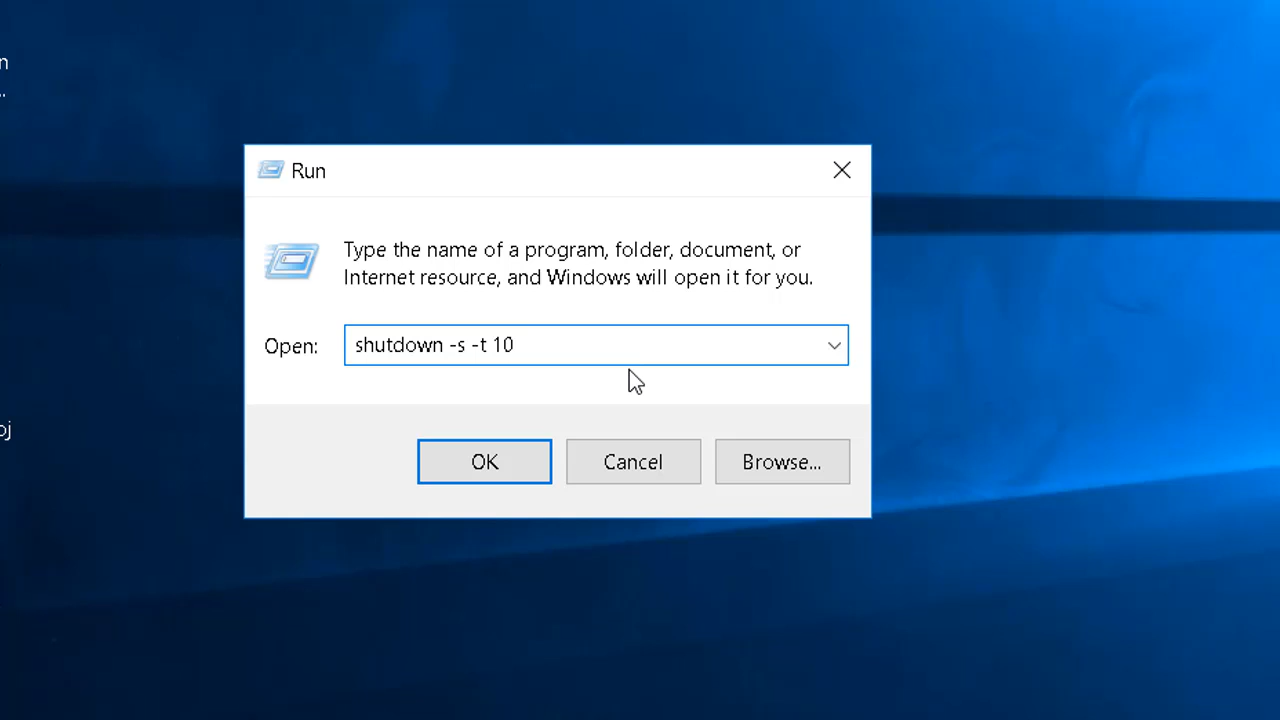 n
..
Run
Type the name of a program, folder, document, or
Internet resource, and Windows will open it for you.
Open: shutdown -s -t 10
oj
OK Cancel Browse...